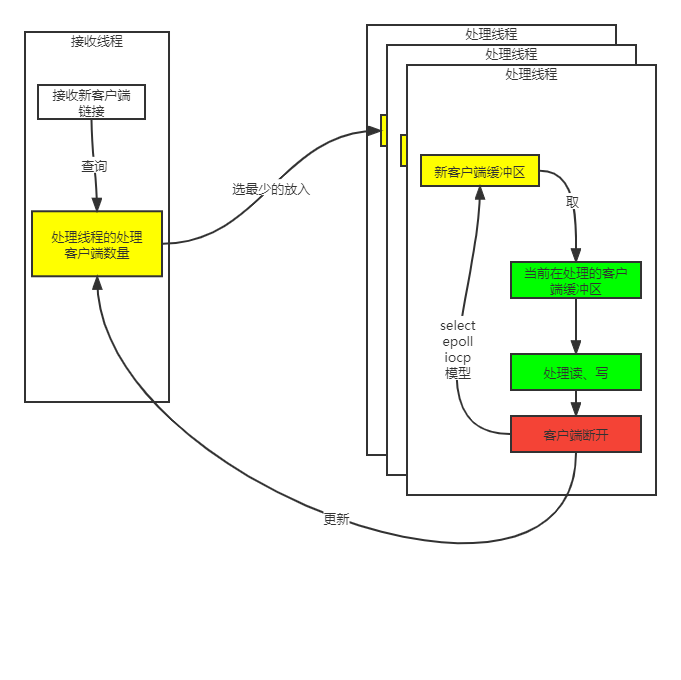 接收线程
接收新客户端
链接
查询
处理线程的处理
客户端数量
选最少的放入
处理线程
处理线程
处理线程
新客户端缓冲区
取
当前在处理的客户
端缓冲区
select
epoll
iocp
模型
处理读、写
客户端断开
更新